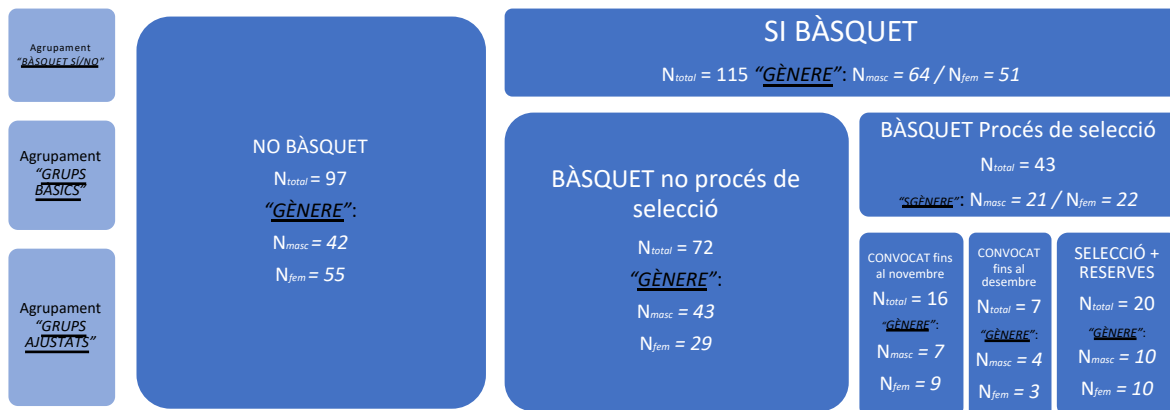 Agrupament
"BÀSQUET SÍ/NO"
Agrupament
"GRUPS
BÀSICS"
Agrupament
"GRUPS
AJUSTATS"
NO BÀSQUET
Ntotal = 97
"GÈNERE":
Nmasc = 42
Nfem = 55
SI BÀSQUET
Ntotal = 115 "GÈNERE": Nmasc = 64 / Nfem = 51
BÀSQUET no procés de
selecció
Ntotal = 72
"GÈNERE":
Nmasc = 43
Nfem = 29
BÀSQUET Procés de selecció
Ntotal = 43
"SGÈNERE": Nmasc = 21 / Nfem = 22
CONVOCAT fins
al novembre
Ntotal = 16
"GÈNERE":
Nmasc = 7
Nfem = 9
CONVOCAT
fins al
desembre
Ntotal = 7
"GÈNERE":
Nmasc = 4
Nfem = 3
SELECCIÓ +
RESERVES
Ntotal = 20
"GÈNERE":
Nmasc = 10
Nfem = 10